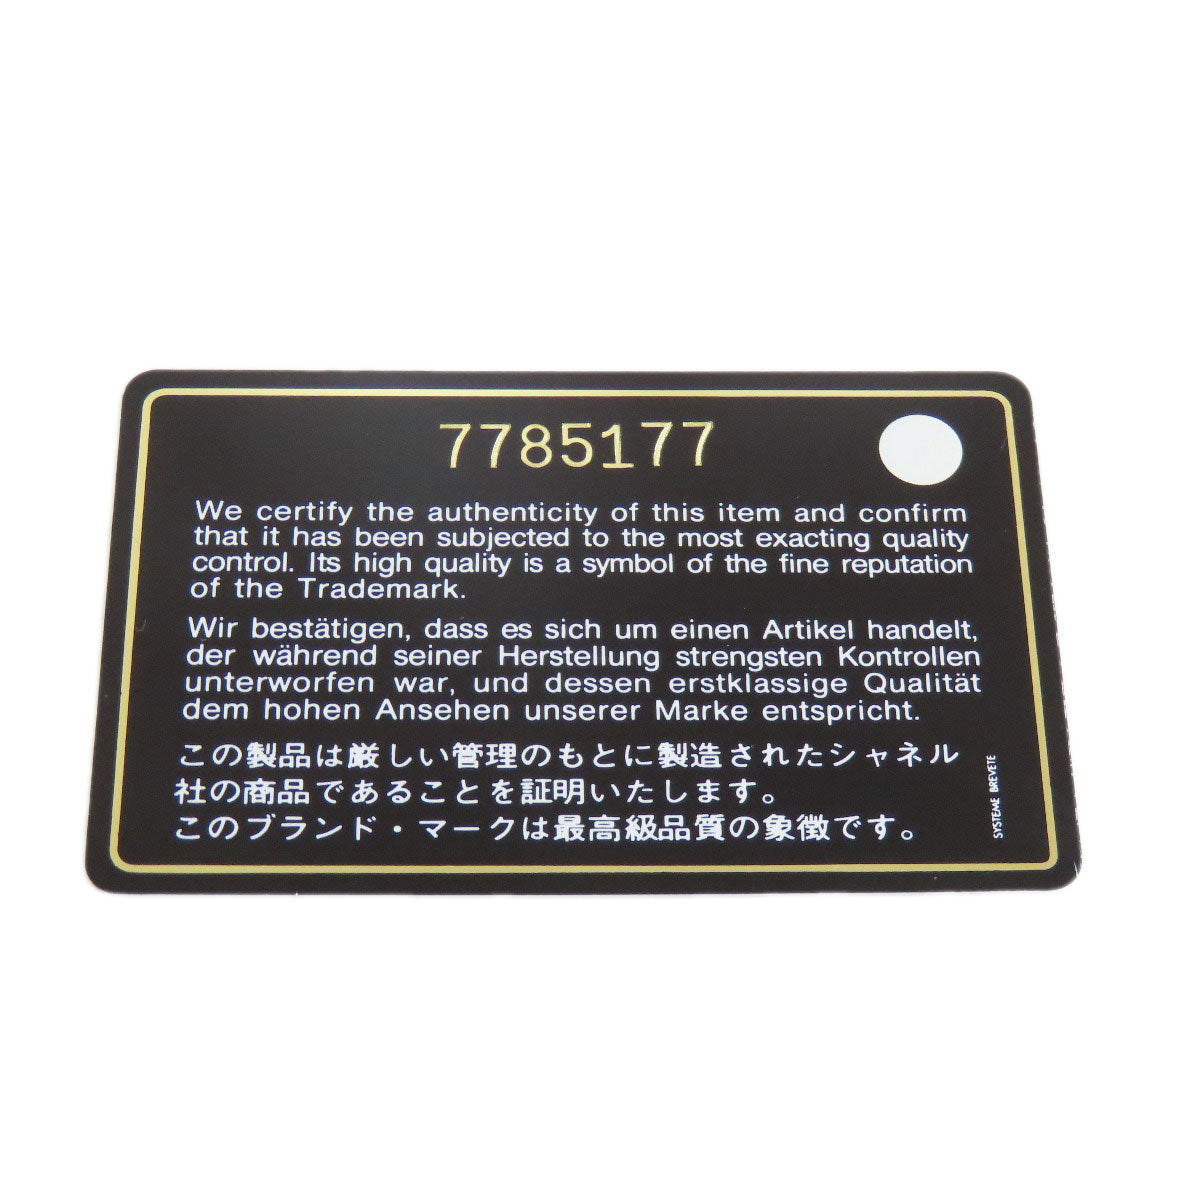 7785177
We certify the authenticity of this item and confirm
that it has been subjected to the most exacting quality
control. Its high quality is a symbol of the fine reputation
of the Trademark.
Wir bestätigen, dass es sich um einen Artikel handelt,
der während seiner Herstellung strengsten Kontrollen
unterworfen war, und dessen erstklassige Qualität
dem hohen Ansehen unserer Marke entspricht.
この製品は厳しい管理のもとに製造されたシャネル
社の商品であることを証明いたします。
このブランド・マークは最高級品質の象徴です。
SYSTEME BREVETE